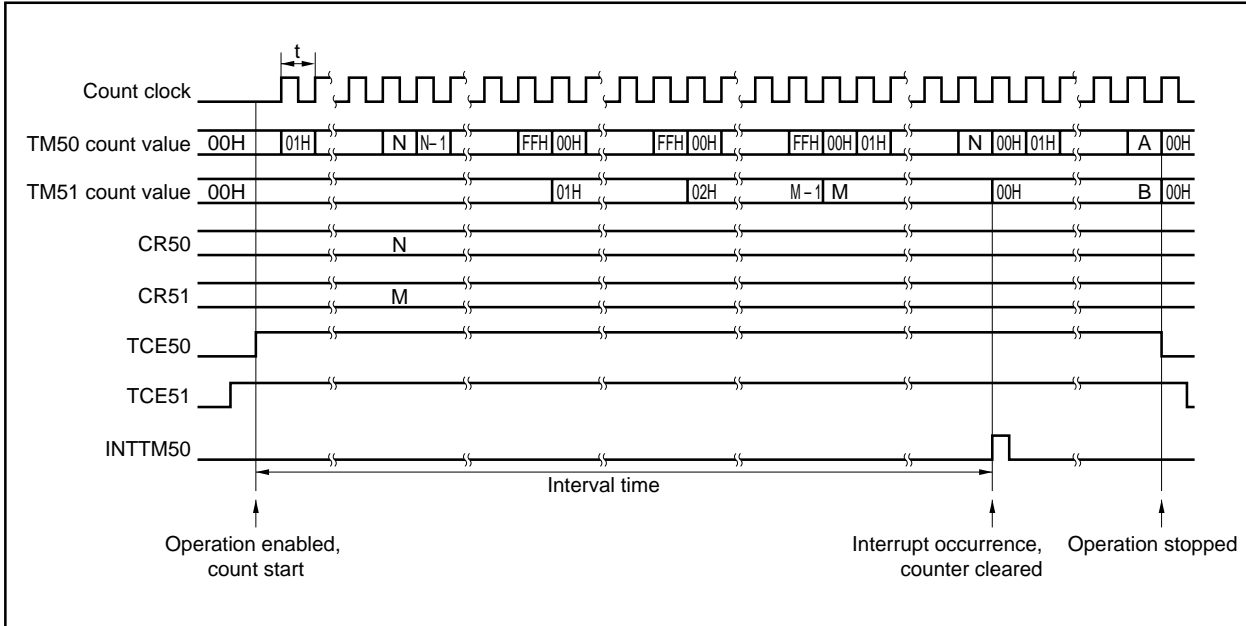 t
Count clock
TM50 count value 00H 01H N N−1 FFH 00H FFH 00H FFH 00H 01H N 00H 01H A 00H
TM51 count value 00H 01H 02H M−1 M 00H B 00H
CR50 N
CR51 M
TCE50
TCE51
INTTM50
Interval time
Operation enabled,
count start
Interrupt occurrence,
counter cleared
Operation stopped